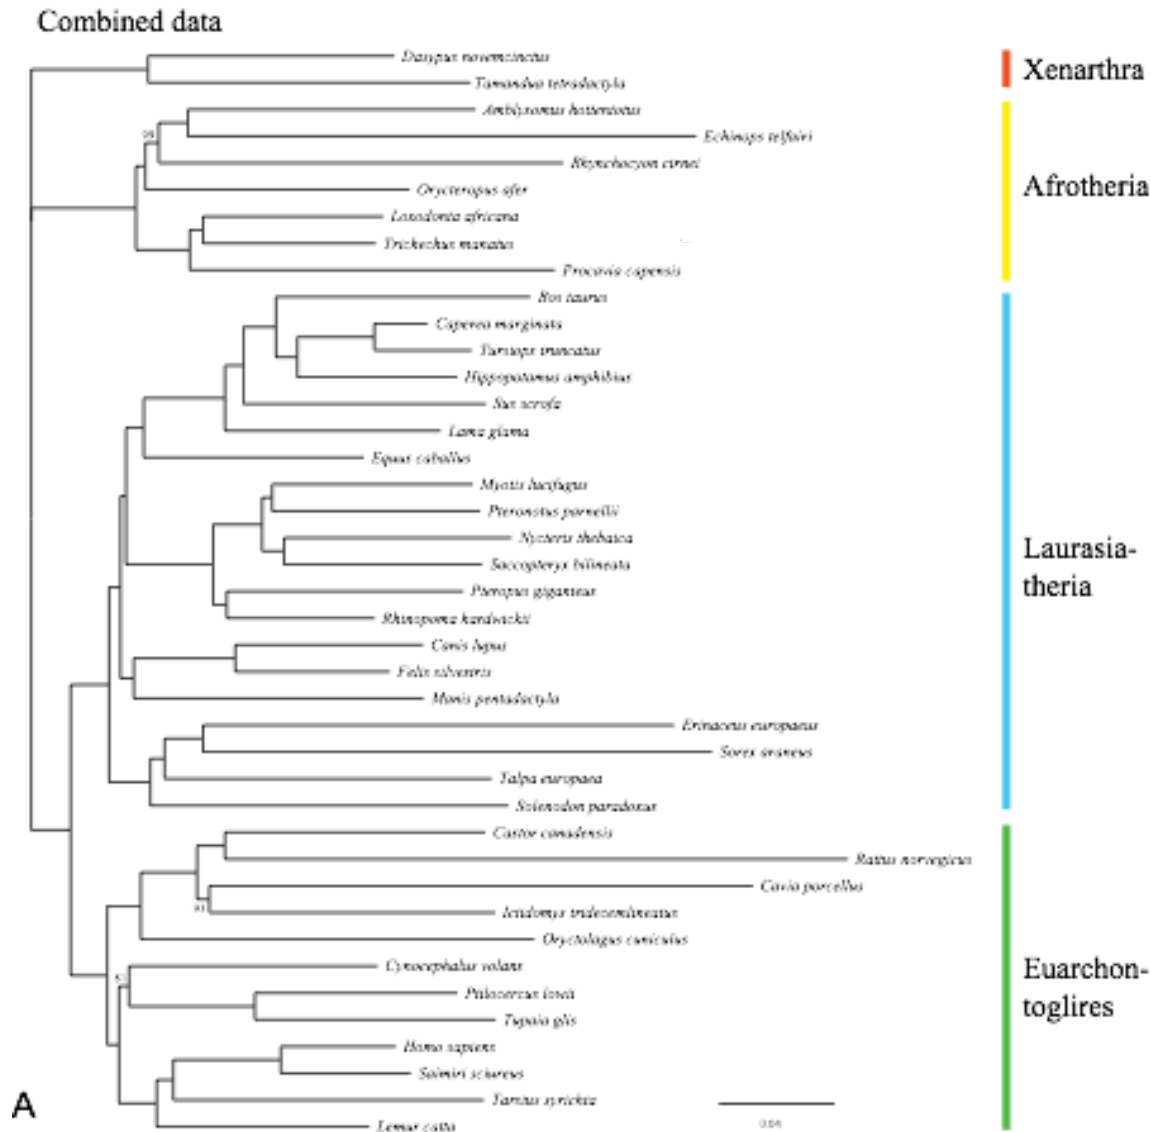 Combined data
Dasypus novemcinctus
Tamandua tetradactyla
Xenarthra
Amblysomus hottentotus
Echinops telfairi
Rhynchocyon cirnei
Orycteropus afer
Afrotheria
Loxodonta africana
Trichechus manatus
Procavia capensis
Bos taurus
Caperea marginata
Tursiops truncatus
Hippopotamus amphibius
Sus scrofa
Lama glama
Equus caballus
Myotis lucifugus
Pteronotus parnellii
Nycteris thebaica
Saccopteryx bilineata
Laurasia-
theria
Pteropus giganteus
Rhinopoma hardwickii
Canis lupus
Felis silvestris
Manis pentadactyla
Erinaceus europaeus
Sorex araneus
Talpa europaea
Solenodon paradoxus
Castor canadensis
Rattus norvegicus
Cavia porcellus
Ictidomys tridecemlineatus
Oryctolagus cuniculus
Cynocephalus volans
Ptilocercus lowii
Tupaia glis
Euarchon-
toglires
Homo sapiens
Saimiri sciureus
Tarsius syrichta
Lemur catta
A
0.04